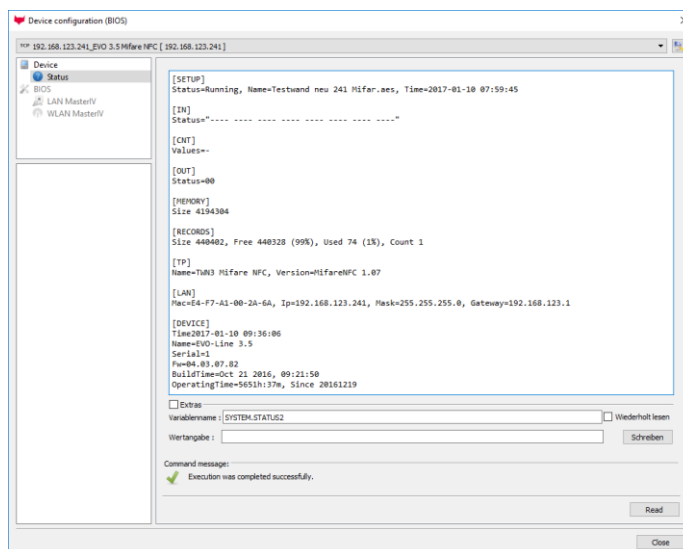 Device configuration (BIOS)
TCP 192.168.123.241_EVO 3.5 Mifare NFC [ 192.168.123.241 ]
Device
Status
BIOS
LAN MasterIV
WLAN MasterIV
[SETUP]
Status=Running, Name=Testwand neu 241 Mifar.aes, Time=2017-01-10 07:59:45
[IN]
Status="---- ---- ---- ---- ---- ---- ---- ----"
[CNT]
Values=-
[OUT]
Status=00
[MEMORY]
Size 4194304
[RECORDS]
Size 440402, Free 440328 (99%), Used 74 (1%), Count 1
[TP]
Name=TWN3 Mifare NFC, Version=MifareNFC 1.07
[LAN]
Mac=E4-F7-A1-00-2A-6A, Ip=192.168.123.241, Mask=255.255.255.0, Gateway=192.168.123.1
[DEVICE]
Time2017-01-10 09:36:06
Name=EVO-Line 3.5
Serial=1
Fw=04.03.07.82
BuildTime=Oct 21 2016, 09:21:50
OperatingTime=5651h:37m, Since 20161219
Extras
Variablenname : SYSTEM.STATUS2
Wiederholt lesen
Wertangabe :
Schreiben
Command message:
Execution was completed successfully.
Read
Close